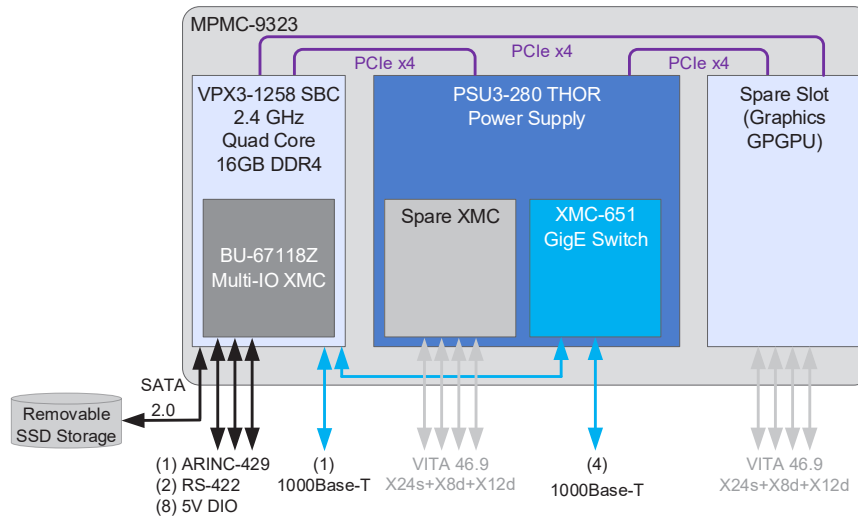 MPMC-9323
PCIe x4
PCIe x4
PCIe x4
VPX3-1258 SBC
2.4 GHz
Quad Core
16GB DDR4
BU-67118Z
Multi-IO XMC
PSU3-280 THOR
Power Supply
Spare XMC
XMC-651
GigE Switch
Spare Slot
(Graphics
GPGPU)
SATA
2.0
Removable
SSD Storage
(1) ARINC-429
(2) RS-422
(8) 5V DIO
(1)
1000Base-T
VITA 46.9
X24s+X8d+X12d
(4)
1000Base-T
VITA 46.9
X24s+X8d+X12d